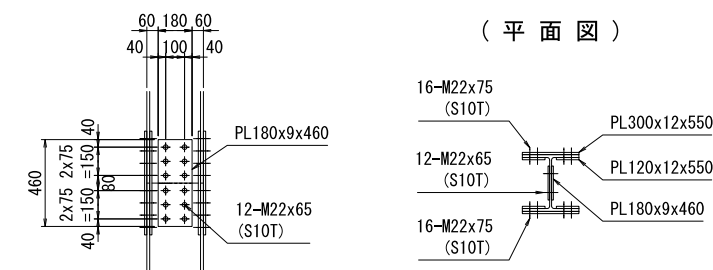 60 180 60
40 100 40
40
2x75
=150
80
2x75
=150
40
460
PL180x9x460
12-M22x65
(S10T)
(平面図)
16-M22x75
(S10T)
12-M22x65
(S10T)
16-M22x75
(S10T)
PL300x12x550
PL120x12x550
PL180x9x460